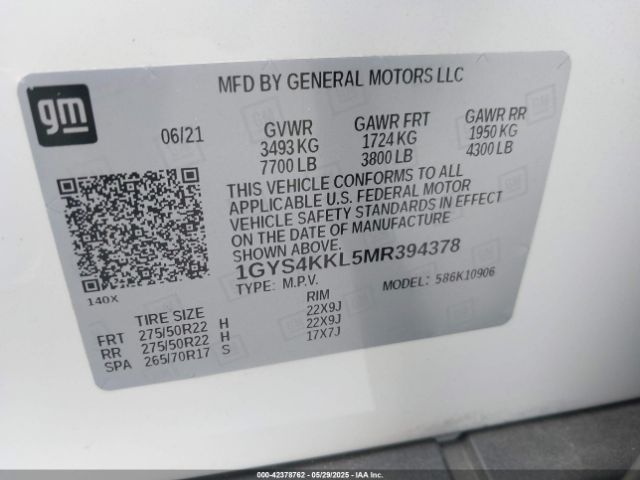 gm
MFD BY GENERAL MOTORS LLC
06/21 GVWR GAWR FRT GAWR RR
3493 KG 1724 KG 1950 KG
7700 LB 3800 LB 4300 LB
THIS VEHICLE CONFORMS TO ALL
APPLICABLE U.S. FEDERAL MOTOR
VEHICLE SAFETY STANDARDS IN EFFECT
ON THE DATE OF MANUFACTURE
SHOWN ABOVE.
1GYS4KKL5MR394378
TYPE: M.P.V. MODEL: 586K10906
140X
TIRE SIZE RIM
FRT 275/50R22 H 22X9J
RR 275/50R22 H 22X9J
SPA 265/70R17 S 17X7J
000-42378762 - 05/29/2025 - IAA Inc.